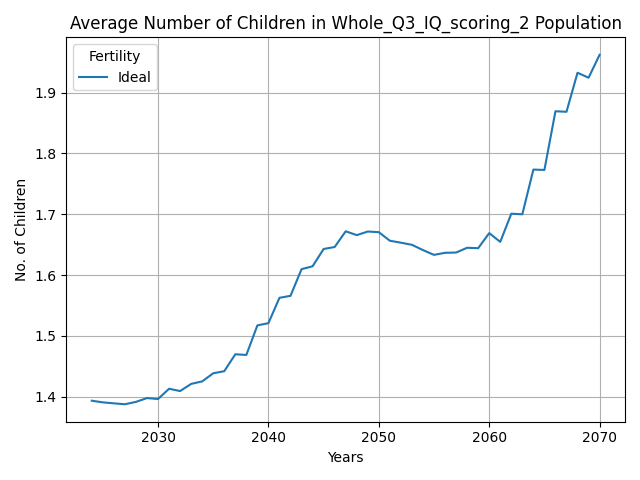 Average Number of Children in Whole_Q3_IQ_scoring_2 Population
Fertility
Ideal
No. of Children
1.9
1.8
1.7
1.6
1.5
1.4
2030 2040 2050 2060 2070
Years